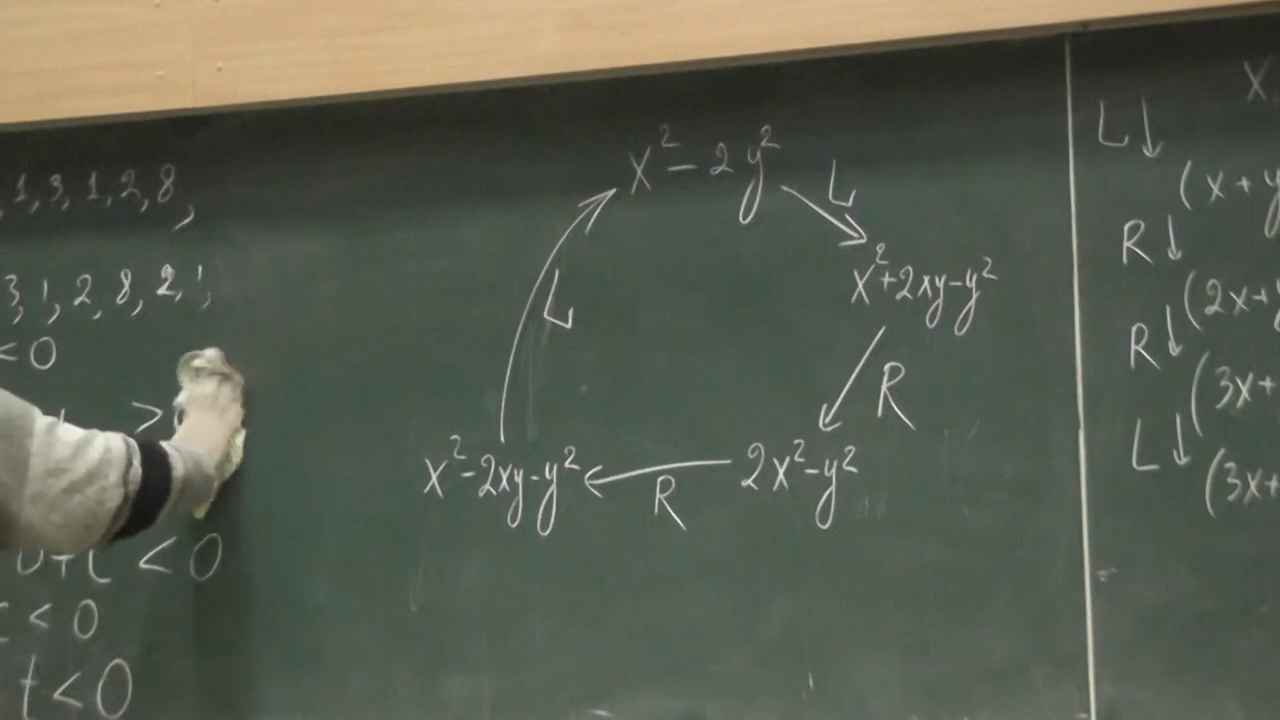 1, 3, 1, 2, 8,
3, 1, 2, 8, 2, 1,
< 0
>
< 0
< 0
t < 0
x² - 2y²
L
x² + 2xy - y²
R
2x² - y²
R
x² - 2xy - y²
L
x
L ↓
(x + y
R ↓
(2x + y
R ↓
(3x +
L ↓
(3x +